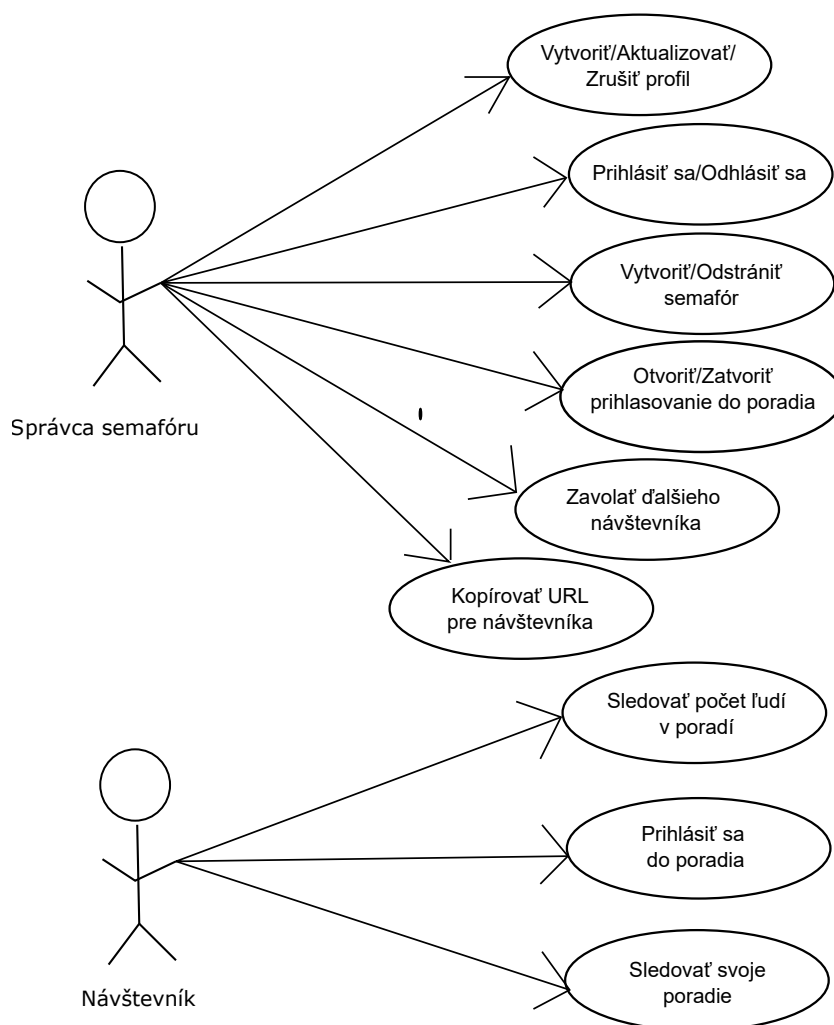 Vytvoriť/Aktualizovať/
Zrušiť profil
Prihlásiť sa/Odhlásiť sa
Vytvoriť/Odstrániť
semafór
Otvoriť/Zatvoriť
prihlasovanie do poradia
Správca semafóru
Zavolať ďalšieho
návštevníka
Kopírovať URL
pre návštevníka
Sledovať počet ľudí
v poradí
Prihlásiť sa
do poradia
Sledovať svoje
poradie
Návštevník